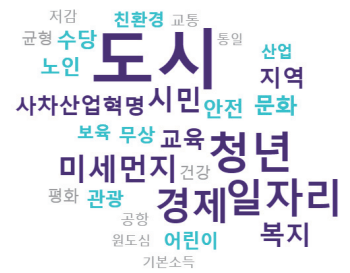 저감 친환경 교통
균형 수당 도시 통일
노인 산업
지역
사차산업혁명 시민 안전 문화
보육 무상 교육 청년
미세먼지 건강
평화 관광 경제 일자리
공항
원도심 어린이 복지
기본소득